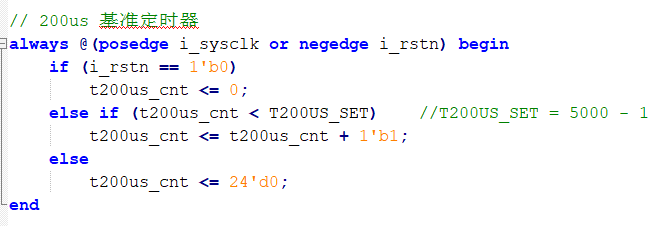 // 200us 基准定时器
always @(posedge i_sysclk or negedge i_rstn) begin
    if (i_rstn == 1'b0)
        t200us_cnt <= 0;
    else if (t200us_cnt < T200US_SET)    //T200US_SET = 5000 - 1
        t200us_cnt <= t200us_cnt + 1'b1;
    else
        t200us_cnt <= 24'd0;
end